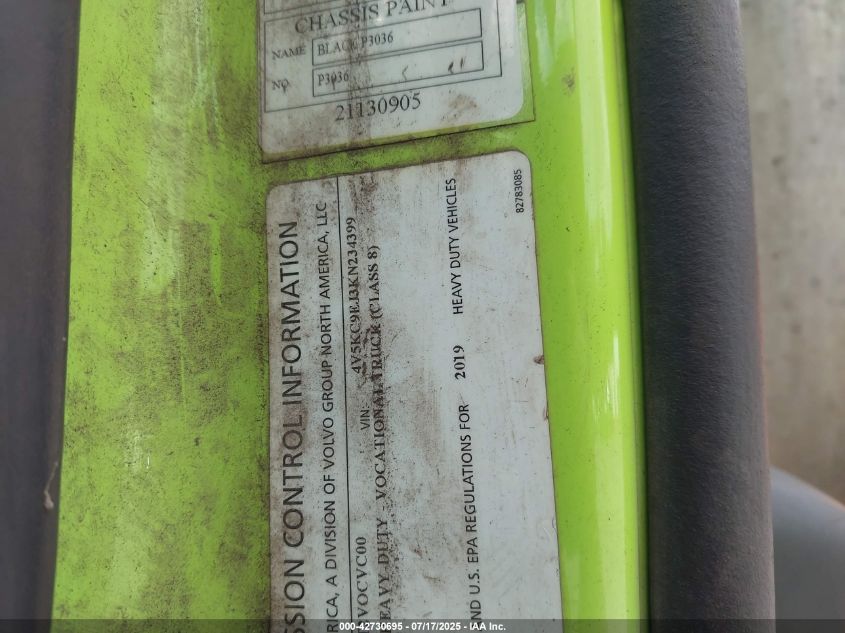 CHASSIS PAINT
NAME BLACK P3036
NO P3036
21130905
SSION CONTROL INFORMATION
RICA, A DIVISION OF VOLVO GROUP NORTH AMERICA, LLC
VOCVC00 VIN: 4V5KC9EJ3KN234399
EAVY DUTY - VOCATIONAL TRUCK (CLASS 8)
ND U.S. EPA REGULATIONS FOR 2019 HEAVY DUTY VEHICLES
82783085
000-42730695 - 07/17/2025 - IAA Inc.